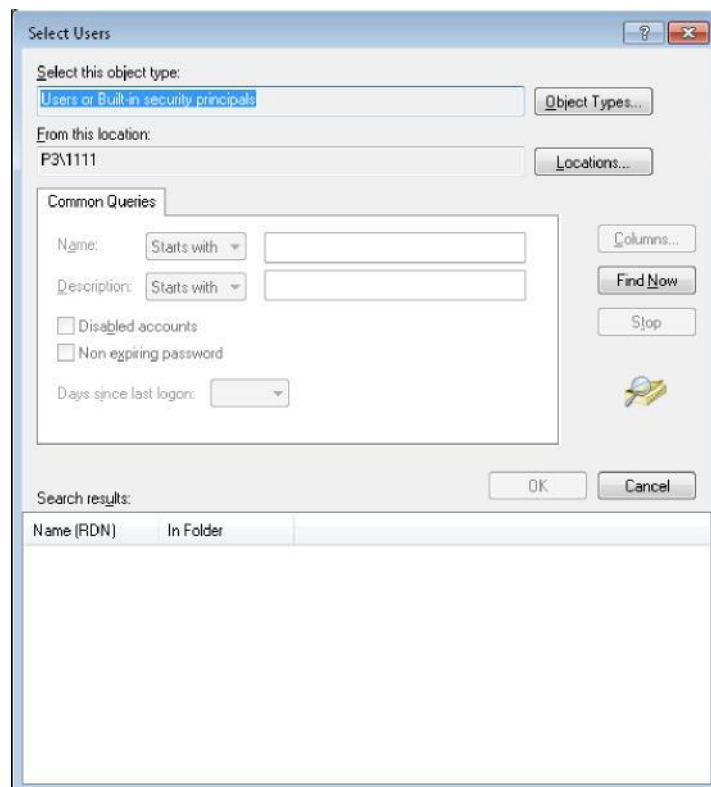 Select Users
Select this object type:
Users or Built-in security principals
Object Types...
From this location:
P3\1111
Locations...
Common Queries
Name:
Starts with
Columns...
Description:
Starts with
Find Now
Disabled accounts
Stop
Non expiring password
Days since last logon:
OK
Cancel
Search results:
Name (RDN)
In Folder